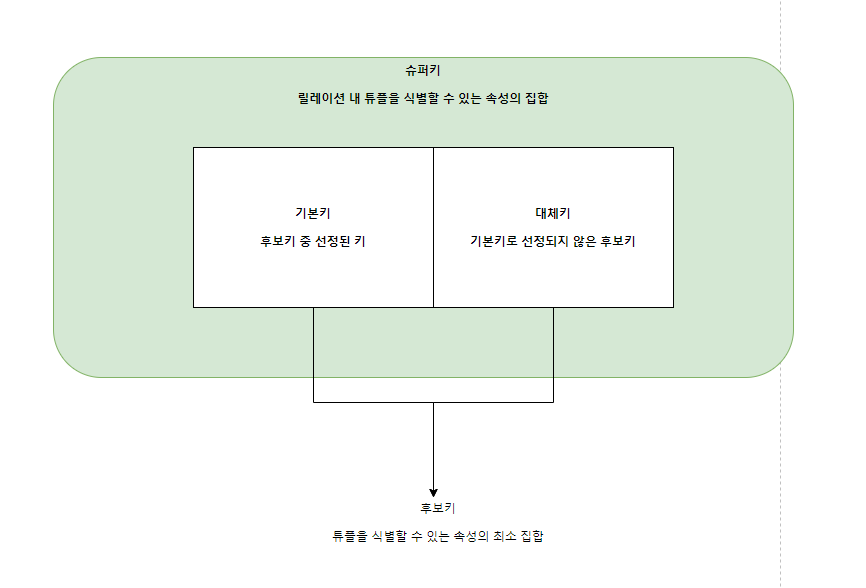 슈퍼키
릴레이션 내 튜플을 식별할 수 있는 속성의 집합
기본키
후보키 중 선정된 키
대체키
기본키로 선정되지 않은 후보키
후보키
튜플을 식별할 수 있는 속성의 최소 집합